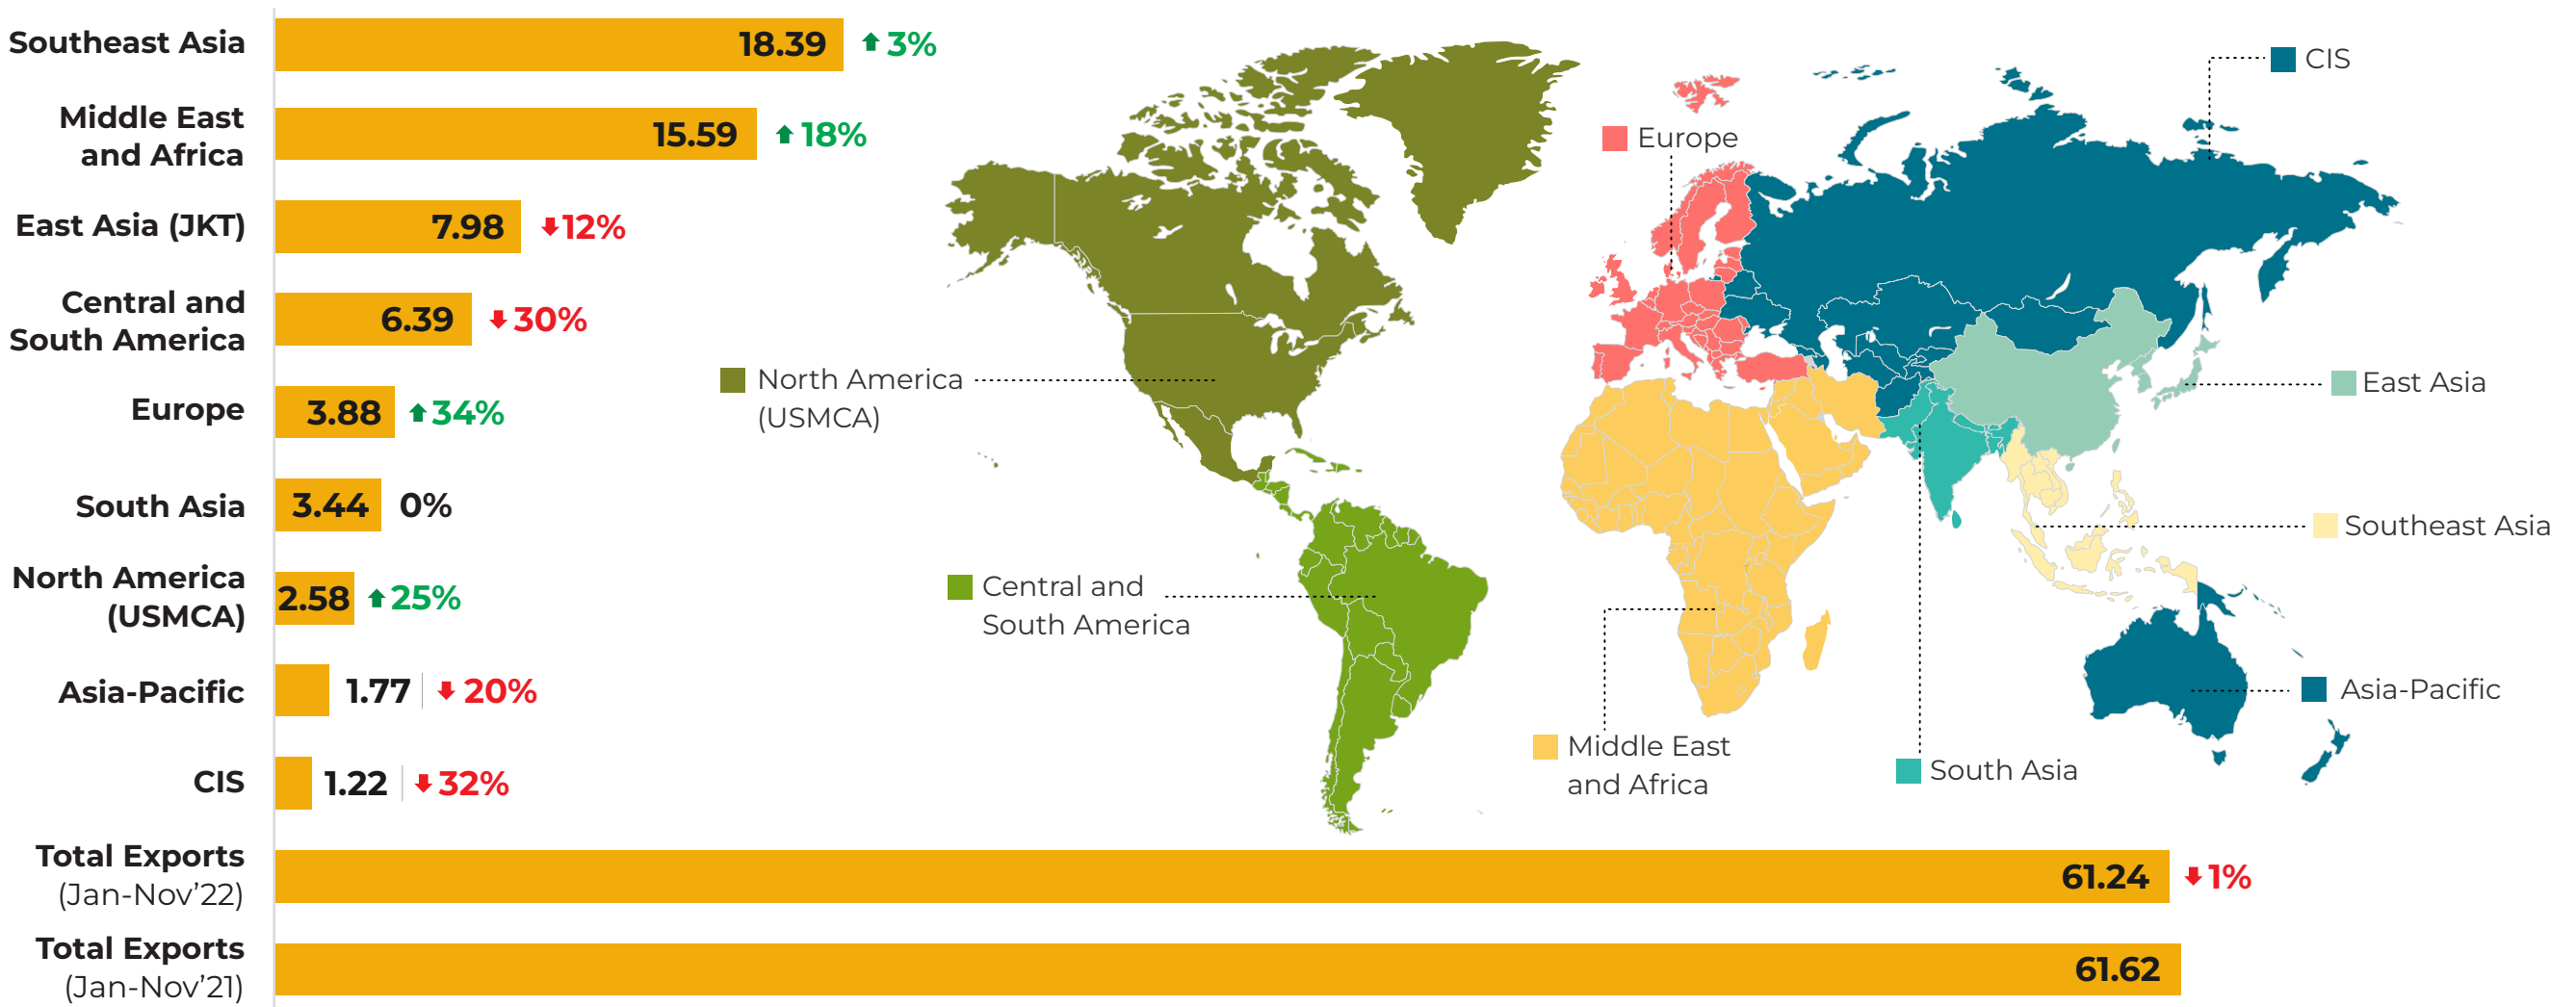 Southeast Asia
18.39
3%
Middle East
and Africa
15.59
18%
East Asia (JKT)
7.98
12%
Central and
South America
6.39
30%
Europe
3.88
34%
South Asia
3.44
0%
North America
(USMCA)
2.58
25%
Asia-Pacific
1.77
20%
CIS
1.22
32%
Total Exports
(Jan-Nov’22)
61.24
1%
Total Exports
(Jan-Nov’21)
61.62
CIS
Europe
North America
(USMCA)
East Asia
Southeast Asia
Central and
South America
Asia-Pacific
Middle East
and Africa
South Asia